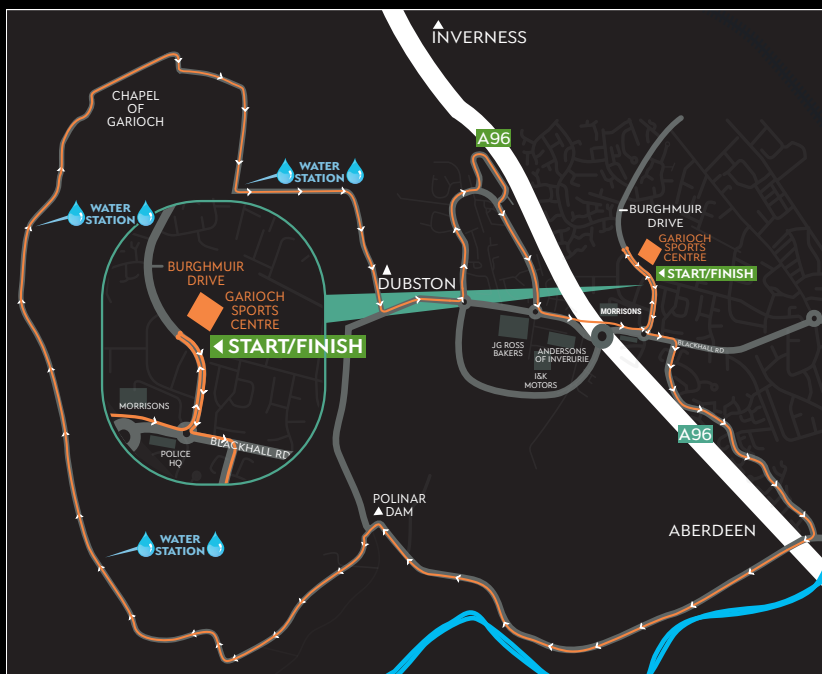 INVERNESS
CHAPEL
OF
GARIOCH
A96
WATER
STATION
WATER
STATION
BURGHMUIR
DRIVE
GARIOCH
SPORTS
CENTRE
START/FINISH
BURGHMUIR
DRIVE
GARIOCH
SPORTS
CENTRE
START/FINISH
DUBSTON
MORRISONS
JG ROSS
BAKERS
ANDERSONS
OF INVERURIE
I&K
MOTORS
BLACKHALL RD
MORRISONS
POLICE
HQ
BLACKHALL RD
A96
POLINAR
DAM
ABERDEEN
WATER
STATION